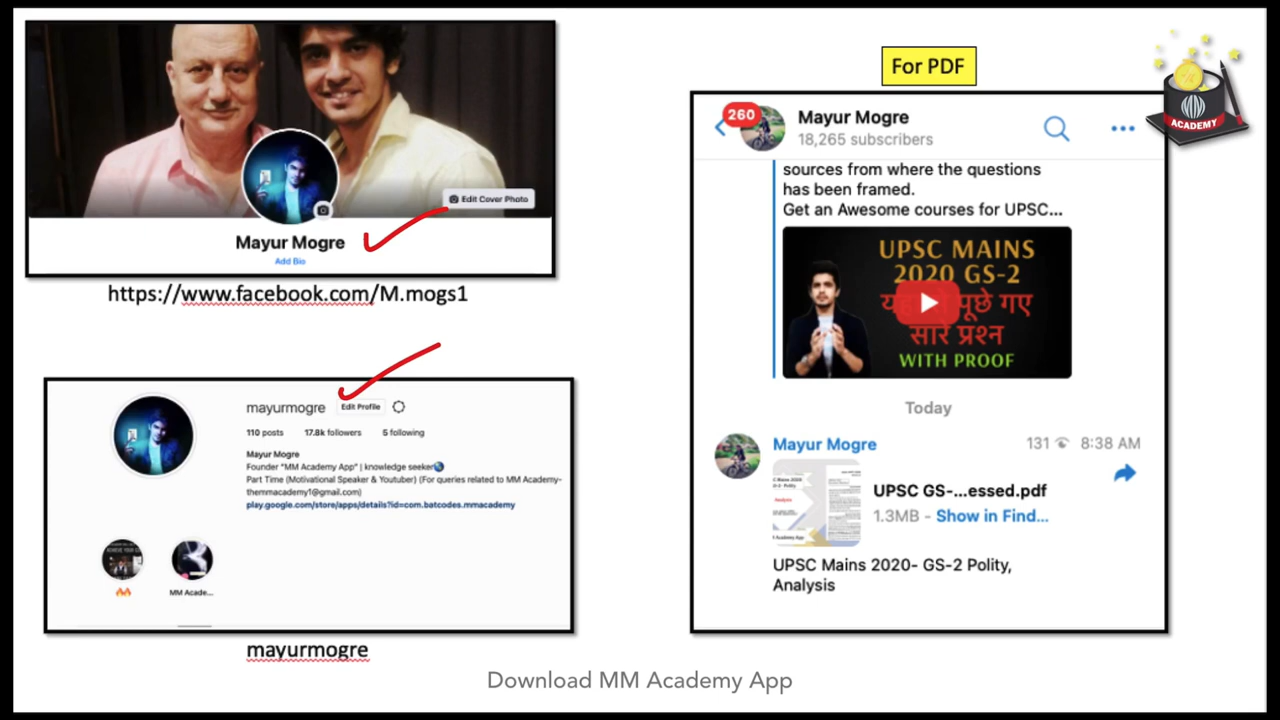 Edit Cover Photo
Mayur Mogre
Add Bio
https://www.facebook.com/M.mogs1
mayurmogre
Edit Profile
110 posts 17.8k followers 5 following
Mayur Mogre
Founder "MM Academy App" | knowledge seeker
Part Time (Motivational Speaker & Youtuber) (For queries related to MM Academy-
themmacademy1@gmail.com)
play.google.com/store/apps/details?id=com.batcodes.mmacademy
MM Acade...
mayurmogre
For PDF
ACADEMY
260
Mayur Mogre
18,265 subscribers
sources from where the questions
has been framed.
Get an Awesome courses for UPSC...
UPSC MAINS
2020 GS-2
पूछे गए
सारे प्रश्न
WITH PROOF
Today
Mayur Mogre
131 8:38 AM
UPSC GS-...essed.pdf
1.3MB - Show in Find...
UPSC Mains 2020- GS-2 Polity,
Analysis
Download MM Academy App